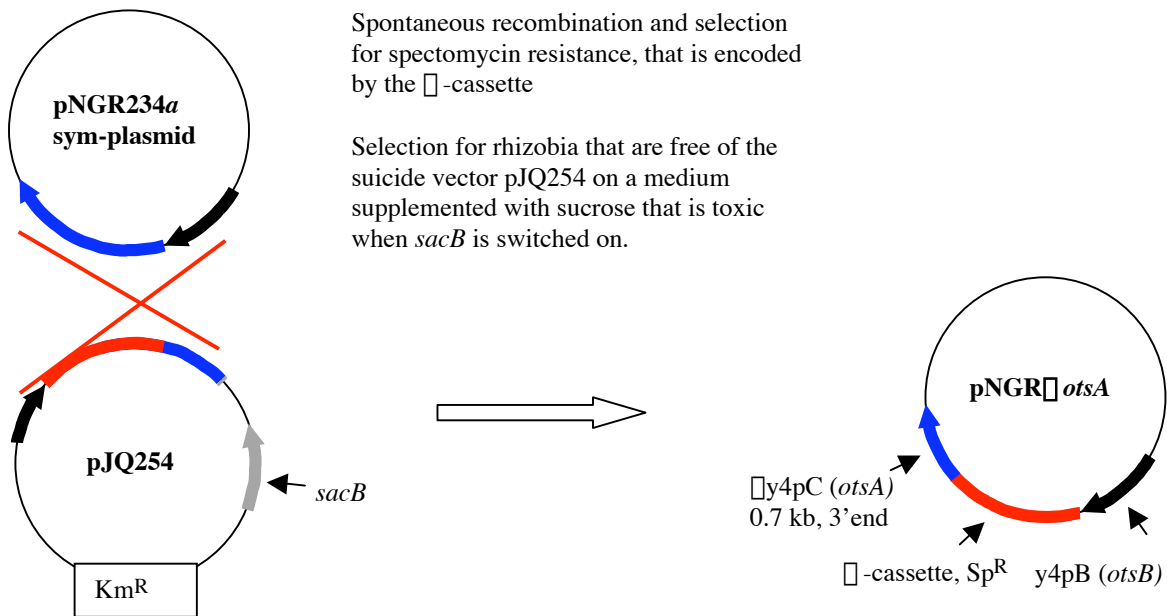 Spontaneous recombination and selection
for spectomycin resistance, that is encoded
by the ▯-cassette
Selection for rhizobia that are free of the
suicide vector pJQ254 on a medium
supplemented with sucrose that is toxic
when sacB is switched on.
pNGR234a
sym-plasmid
pJQ254
sacB
KmR
pNGR▯otsA
▯y4pC (otsA)
0.7 kb, 3'end
▯-cassette, SpR
y4pB (otsB)